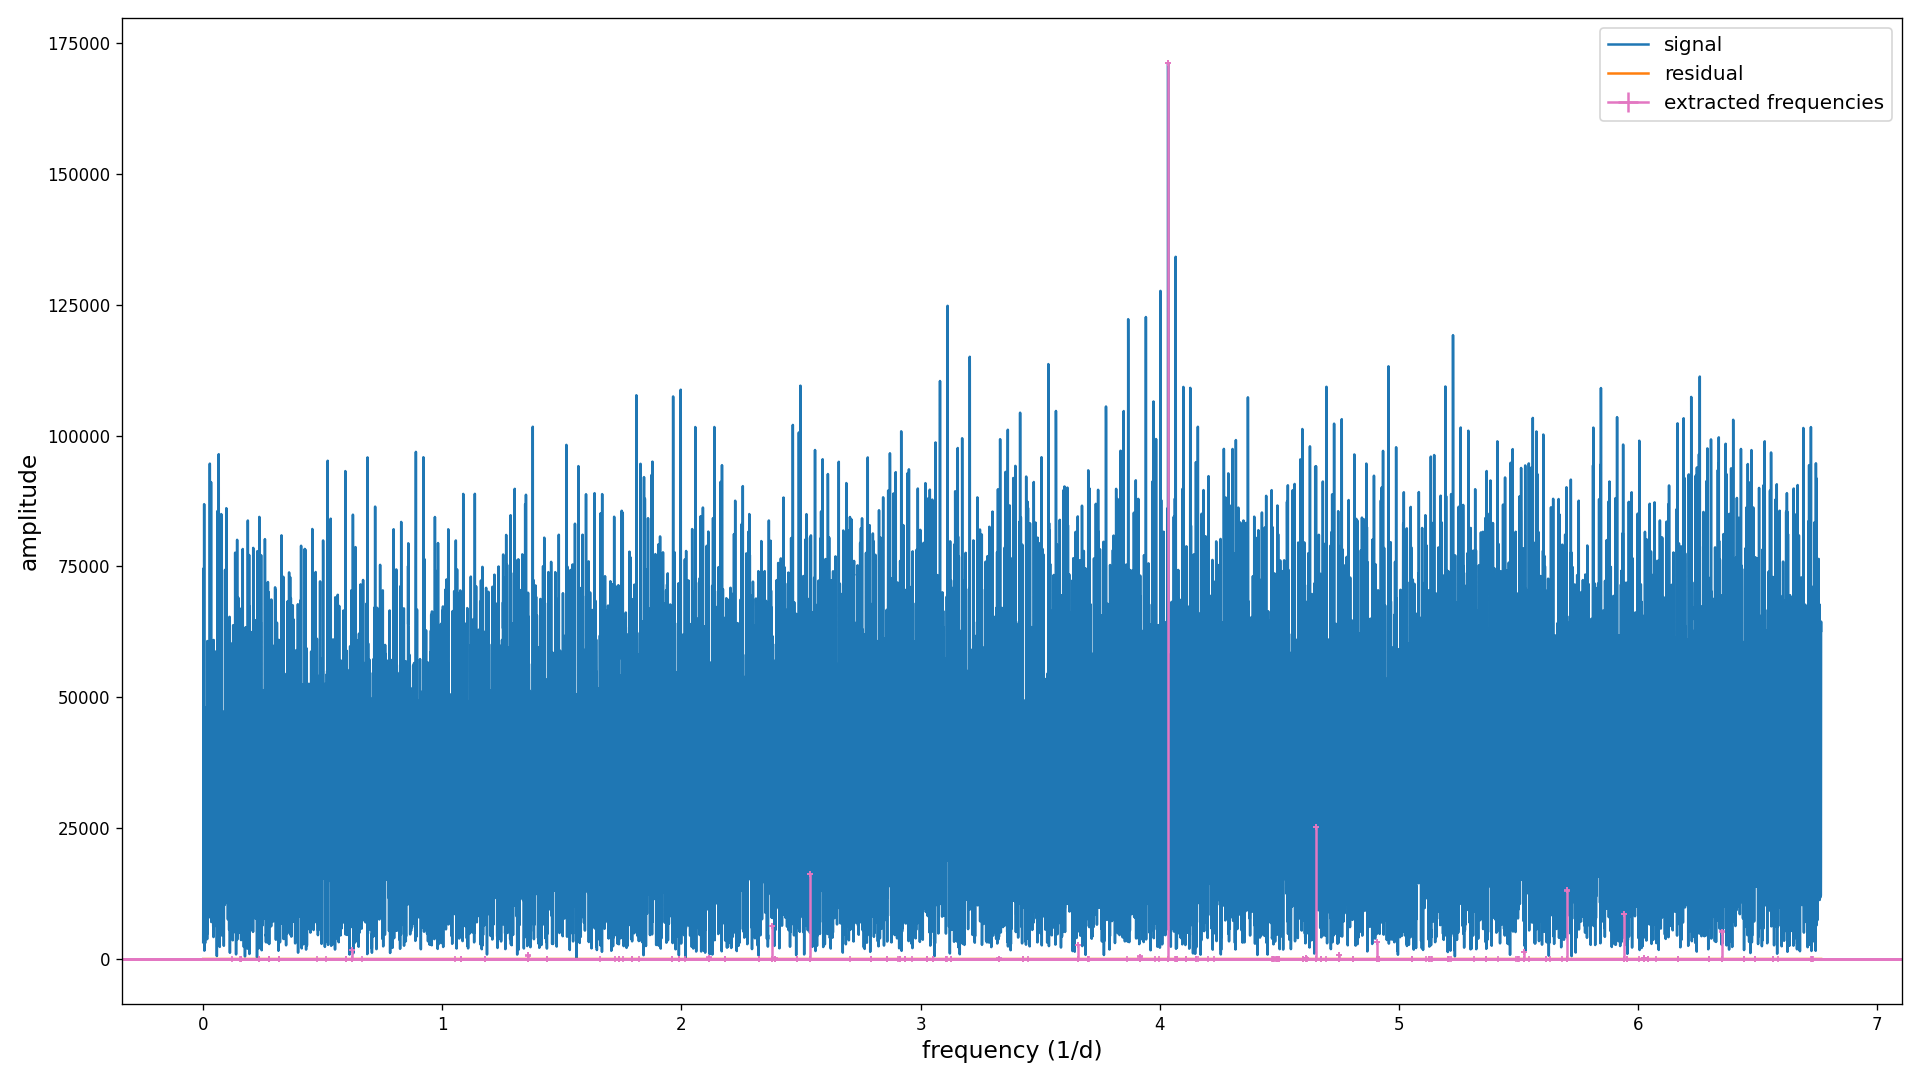 175000
150000
125000
100000
75000
50000
25000
0
amplitude
0 1 2 3 4 5 6 7
frequency (1/d)
signal
residual
extracted frequencies